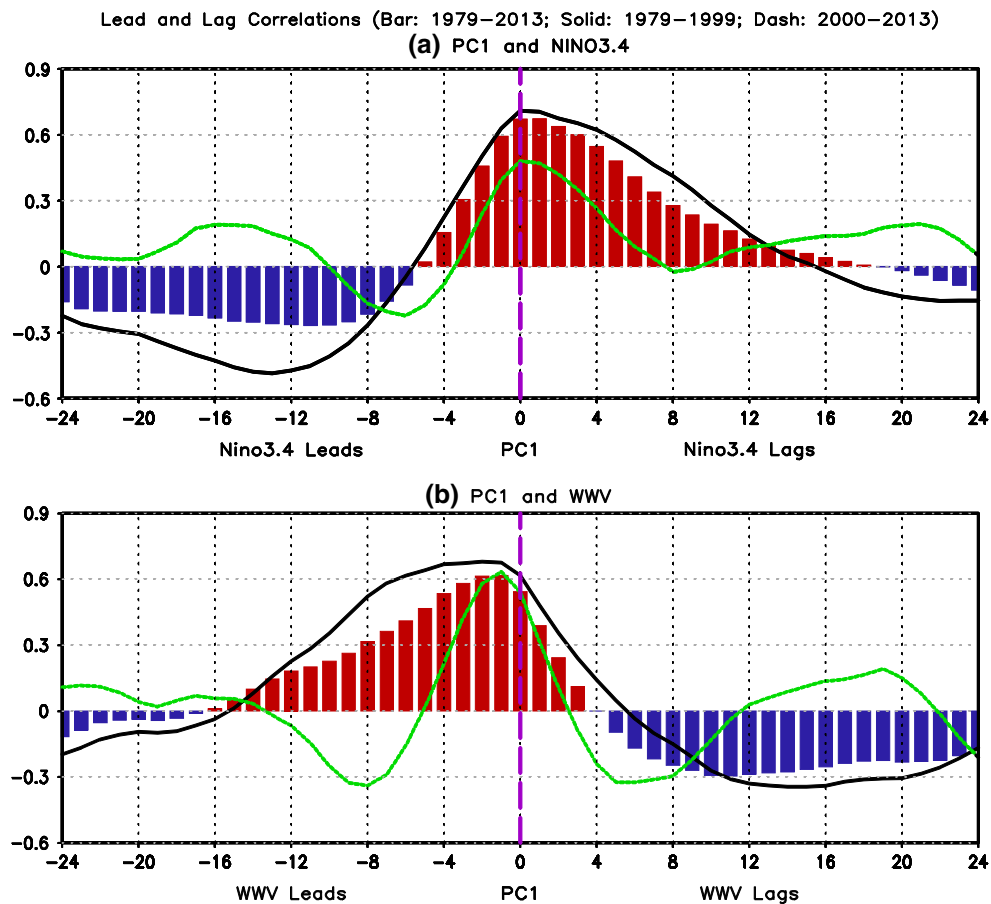 Lead and Lag Correlations (Bar: 1979-2013; Solid: 1979-1999; Dash: 2000-2013)
(a) PC1 and NINO3.4
0.9
0.6
0.3
0
-0.3
-0.6
-24 -20 -16 -12 -8 -4 0 4 8 12 16 20 24
Nino3.4 Leads PC1 Nino3.4 Lags
(b) PC1 and WWV
0.9
0.6
0.3
0
-0.3
-0.6
-24 -20 -16 -12 -8 -4 0 4 8 12 16 20 24
WWV Leads PC1 WWV Lags